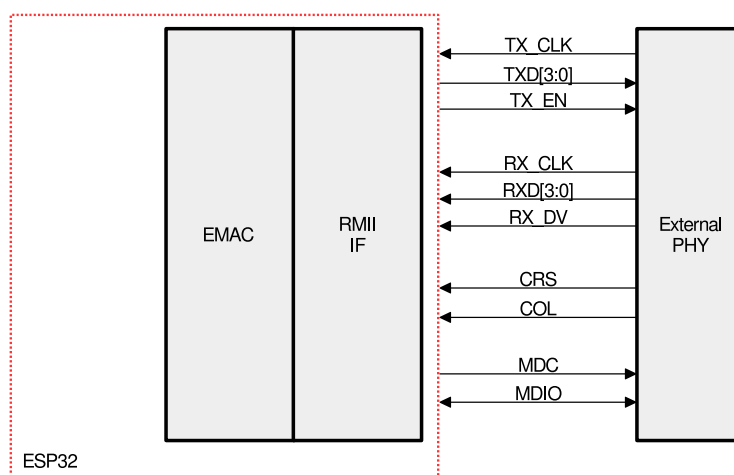 TX_CLK
TXD[3:0]
TX_EN
RX_CLK
RXD[3:0]
RX_DV
EMAC
RMII
IF
External
PHY
CRS
COL
MDC
MDIO
ESP32